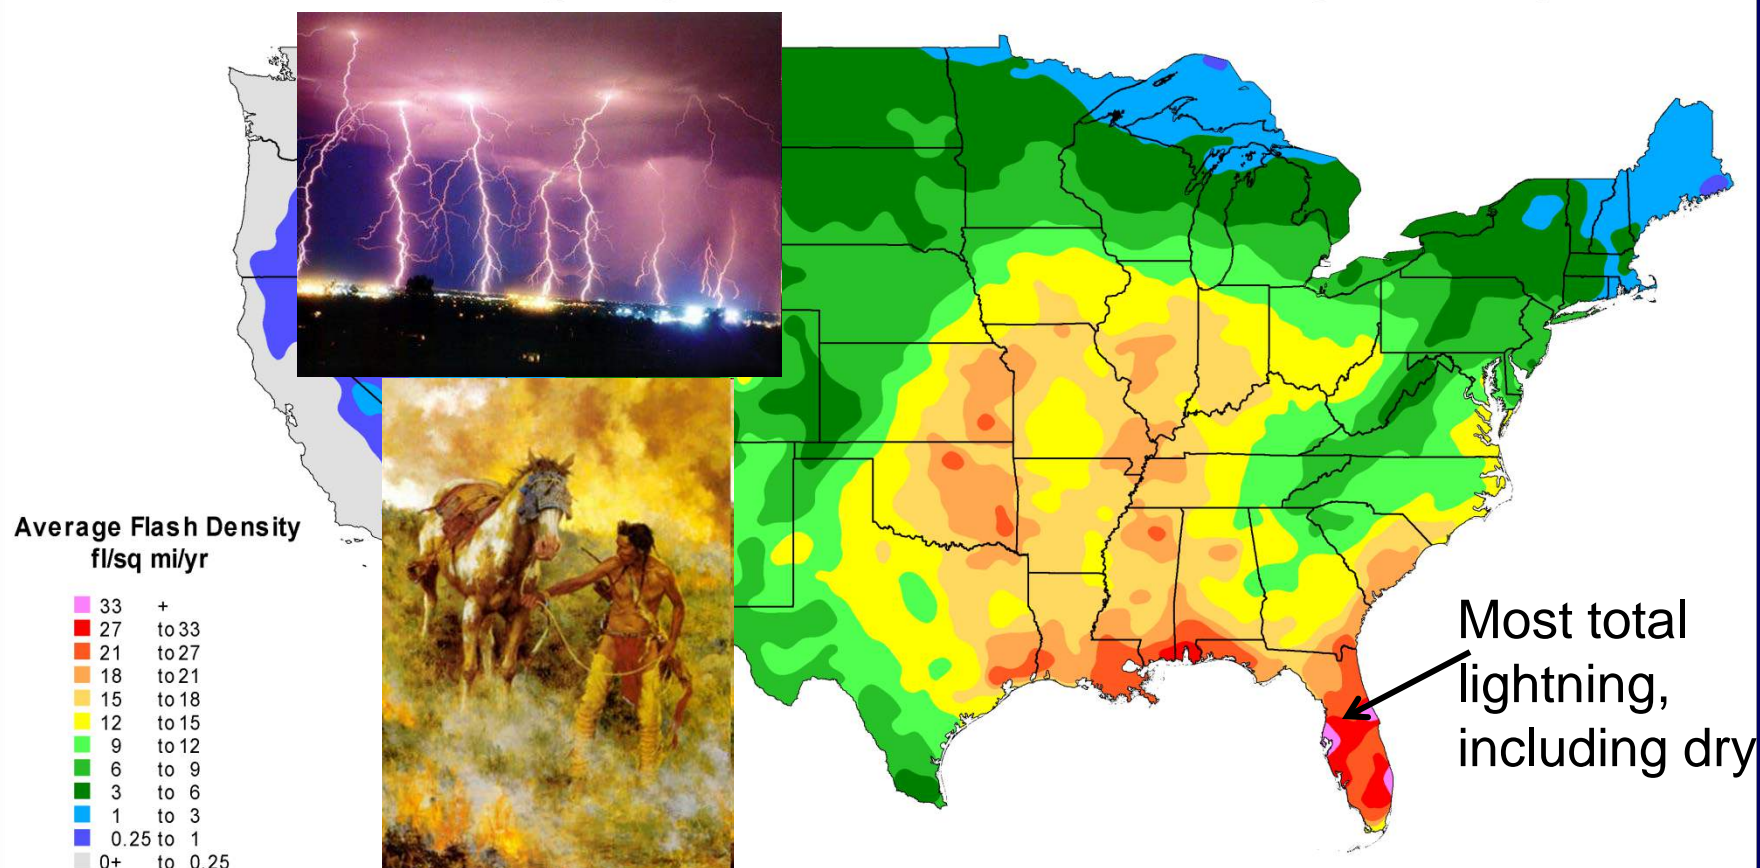 Average Flash Density
fl/sq mi/yr
33 +
27 to 33
21 to 27
18 to 21
15 to 18
12 to 15
9 to 12
6 to 9
3 to 6
1 to 3
0.25 to 1
0+ to 0.25
Most total
lightning,
including dry